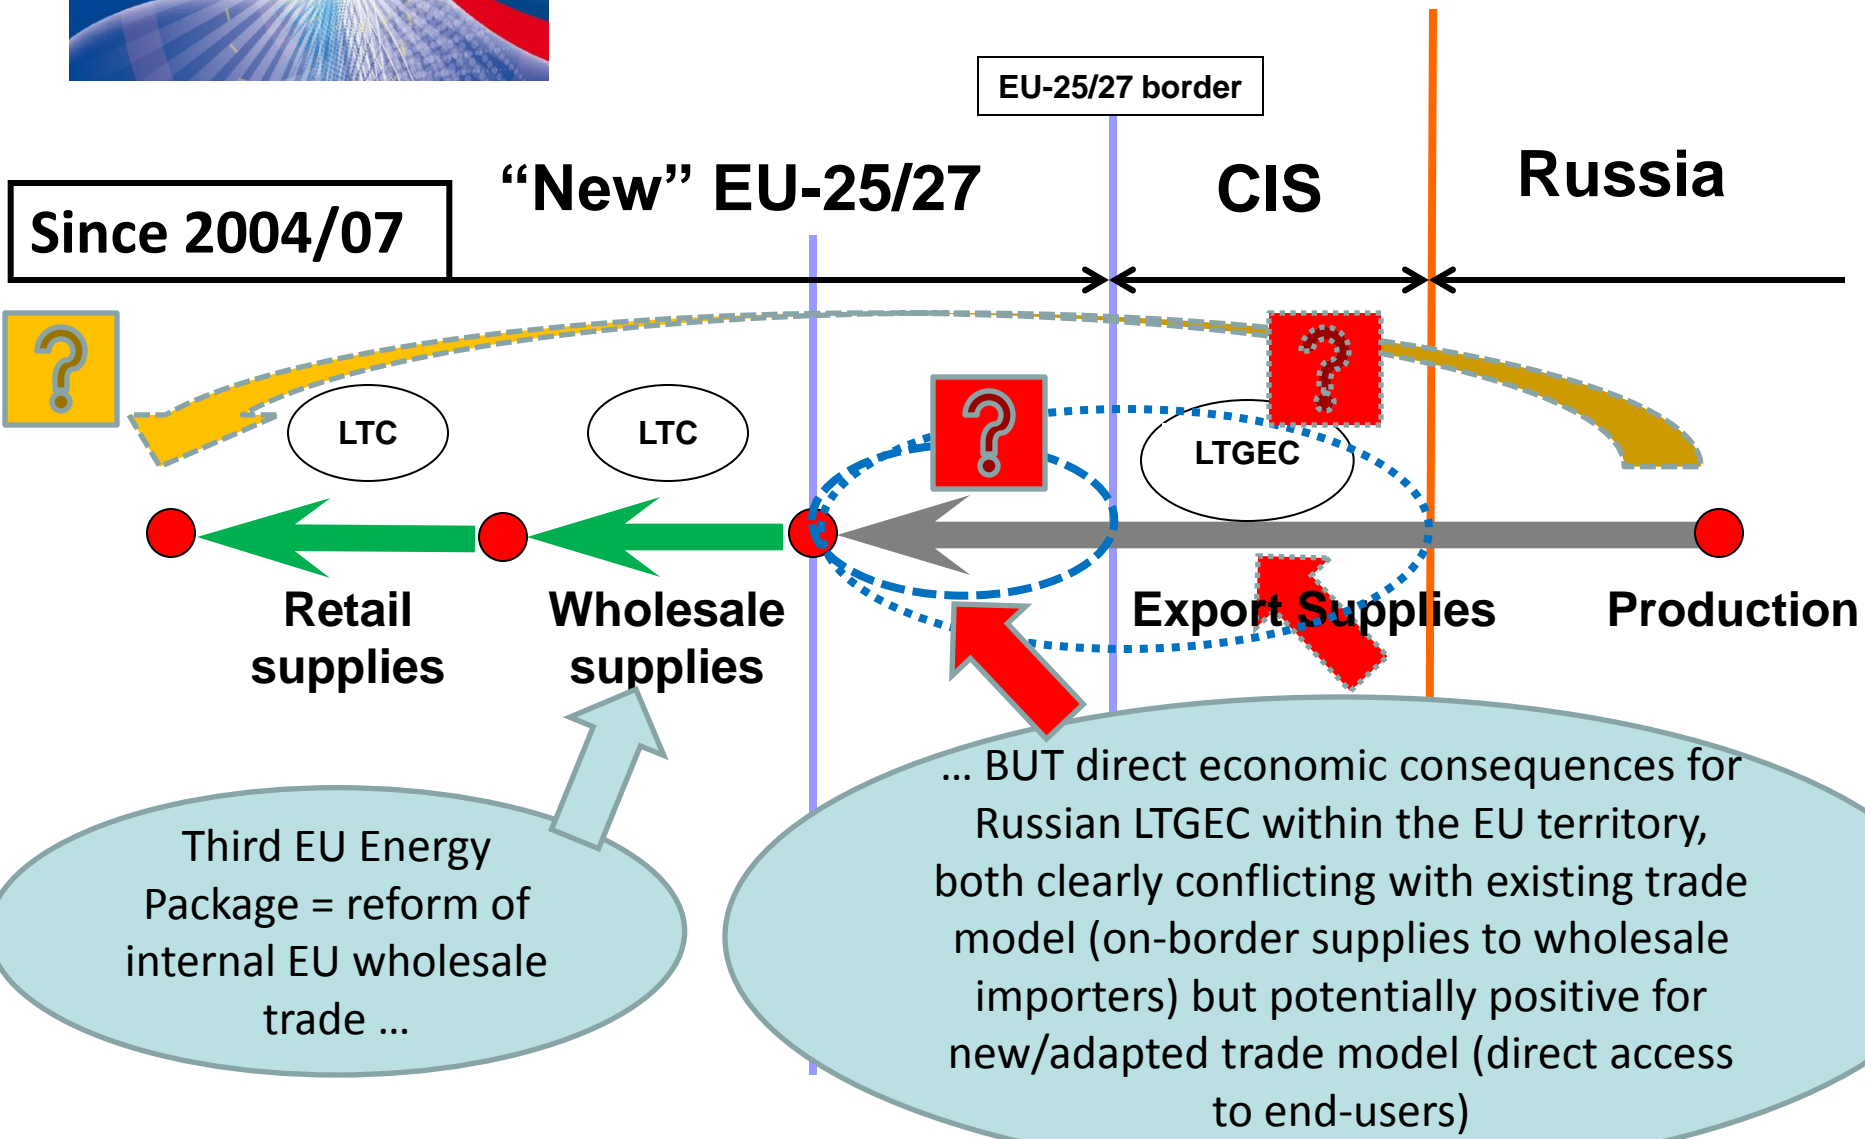 EU-25/27 border
“New” EU-25/27
CIS
Russia
Since 2004/07
?
?
?
LTC
LTC
LTGEC
Retail
supplies
Wholesale
supplies
Export Supplies
Production
Third EU Energy
Package = reform of
internal EU wholesale
trade ...
... BUT direct economic consequences for
Russian LTGEC within the EU territory,
both clearly conflicting with existing trade
model (on-border supplies to wholesale
importers) but potentially positive for
new/adapted trade model (direct access
to end-users)